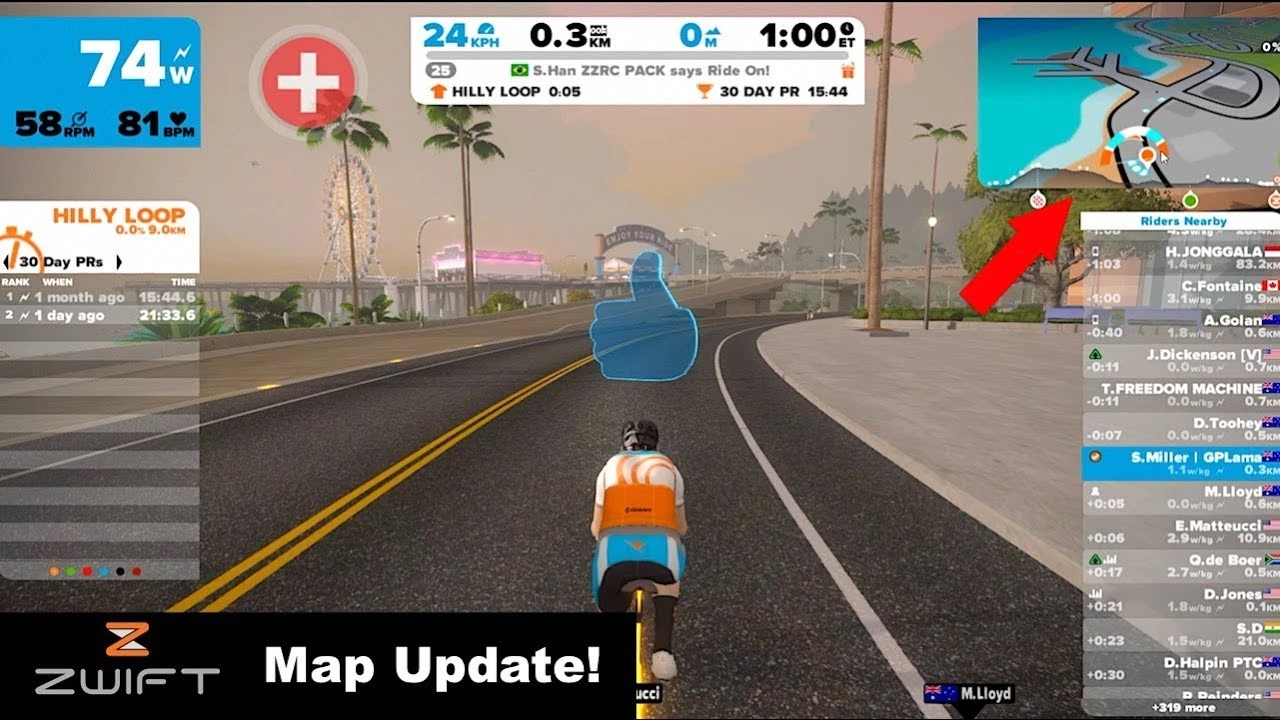 74 W
58 RPM 81 BPM
24 KPH 0.3 KM 0 M 1:00 ET
25 S.Han ZZRC PACK says Ride On!
HILLY LOOP 0:05 30 DAY PR 15:44
0%
HILLY LOOP
0.0% 9.0KM
30 Day PRs
RANK WHEN TIME
1 1 month ago 15:44.6
2 1 day ago 21:33.6
ENJOY YOUR RIDE
Riders Nearby
H.JONGGALA
-1:03 1.4w/kg 83.2KM
C.Fontaine
-1:00 3.1w/kg 9.9KM
A.Golan
-0:40 1.8w/kg 0.6KM
J.Dickenson [V]
-0:11 0.0w/kg 0.7KM
T.FREEDOM MACHINE
-0:11 0.0w/kg 0.7KM
D.Toohey
-0:07 0.0w/kg 0.5KM
S.Miller | GPLama
1.1w/kg 0.3KM
M.Lloyd
+0:05 0.0w/kg 0.6KM
E.Matteucci
+0:06 2.9w/kg 10.9KM
Q.de Boer
+0:17 2.7w/kg 0.5KM
D.Jones
+0:21 1.8w/kg 0.1KM
S.D
+0:23 1.5w/kg 21.0KM
D.Halpin PTC
+0:30 1.5w/kg 0.0KM
R.Reinders
+319 more
ZWIFT
Map Update!
ucci
M.Lloyd